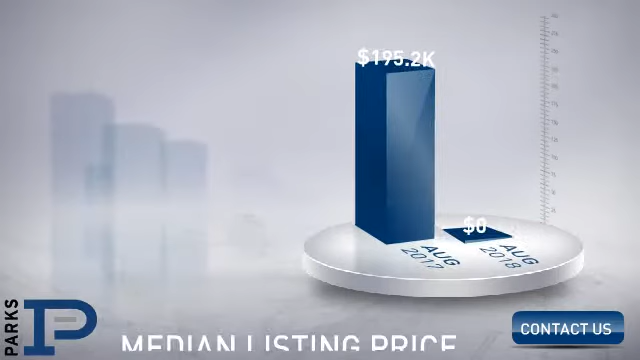 $195.2K
$0
AUG
2017
AUG
2018
PARKS
P
MEDIAN LISTING PRICE
CONTACT US